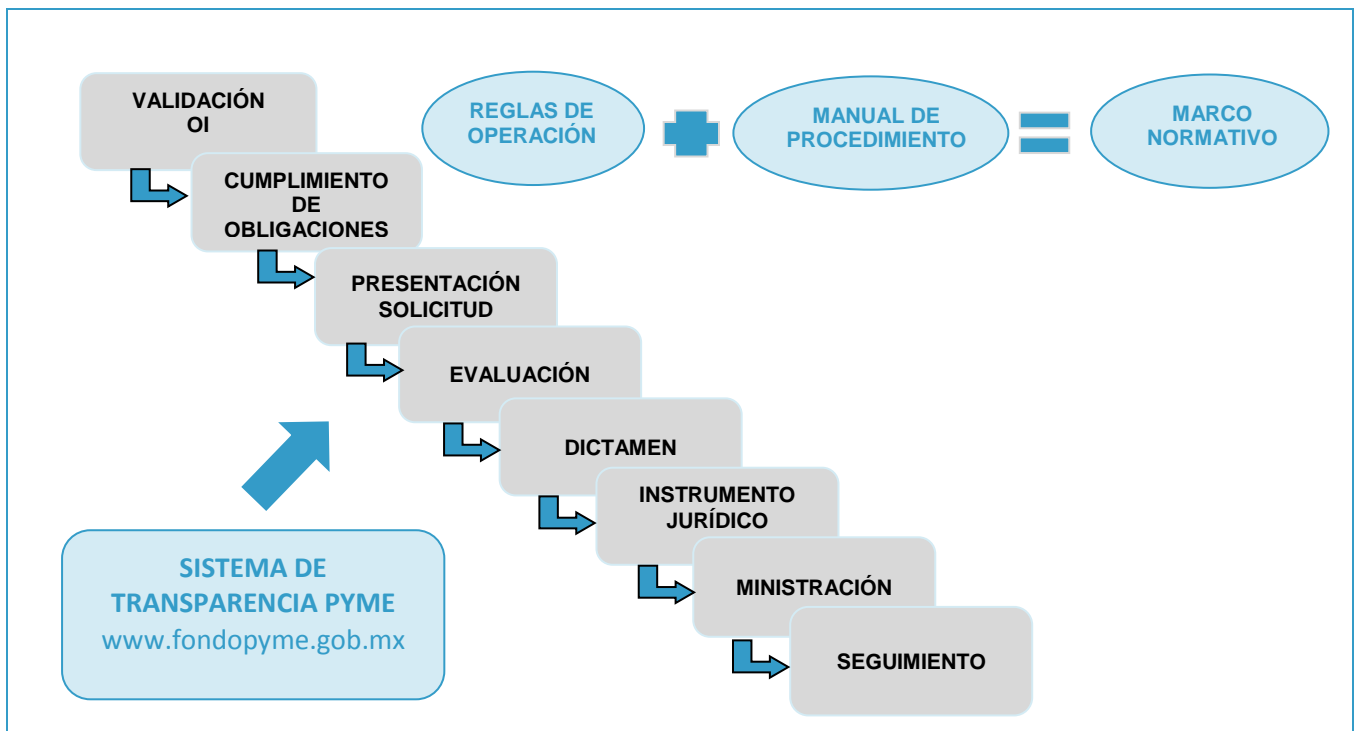 VALIDACIÓN
OI
REGLAS DE
OPERACIÓN
MANUAL DE
PROCEDIMIENTO
MARCO
NORMATIVO
CUMPLIMIENTO
DE
OBLIGACIONES
PRESENTACIÓN
SOLICITUD
EVALUACIÓN
DICTAMEN
INSTRUMENTO
JURÍDICO
MINISTRACIÓN
SEGUIMIENTO
SISTEMA DE
TRANSPARENCIA PYME
www.fondopyme.gob.mx